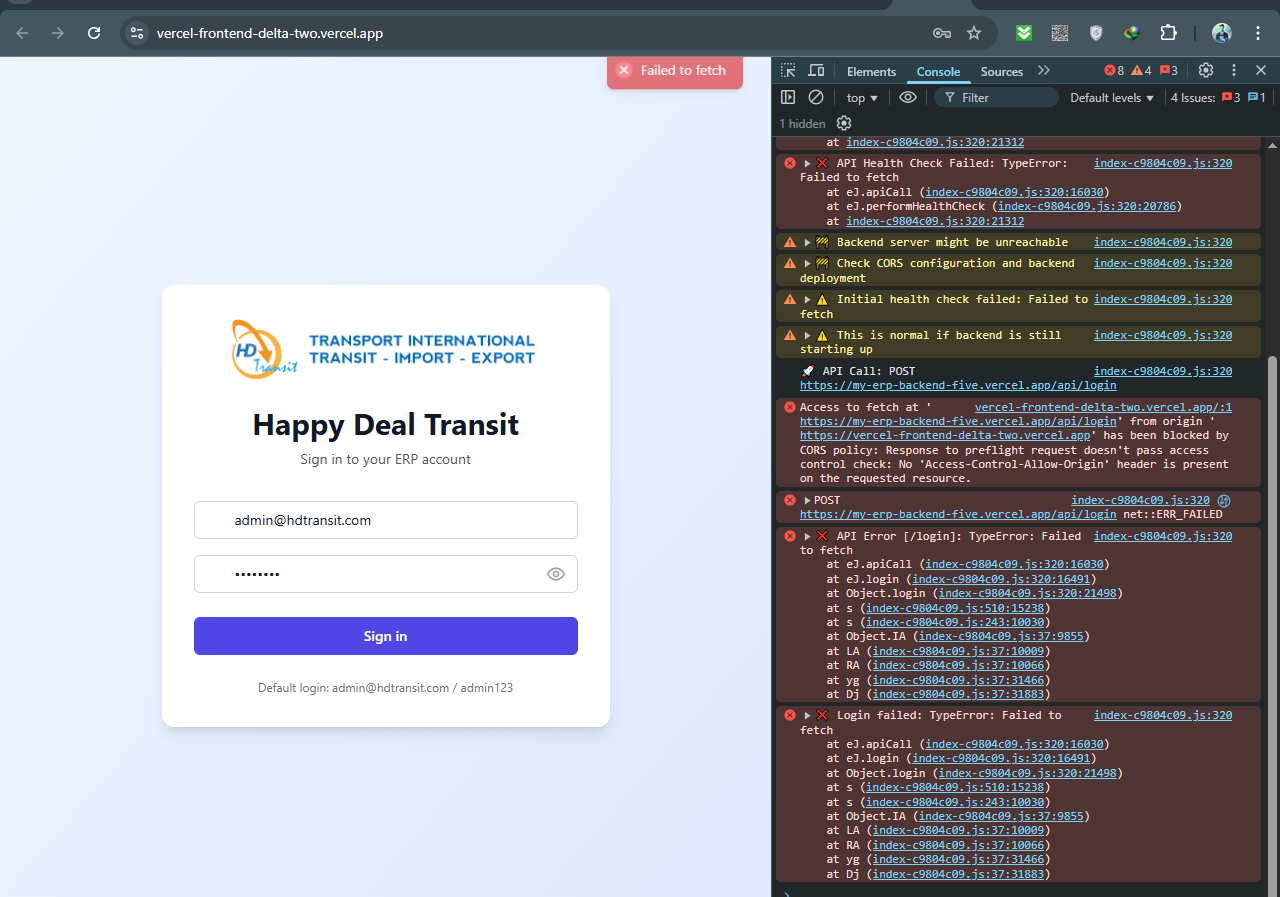 vercel-frontend-delta-two.vercel.app
Failed to fetch
HD
Transit
TRANSPORT INTERNATIONAL
TRANSIT - IMPORT - EXPORT
Happy Deal Transit
Sign in to your ERP account
admin@hdtransit.com
••••••••
Sign in
Default login: admin@hdtransit.com / admin123
Elements Console Sources 8 4 3
top Filter Default levels 4 Issues: 3 1
1 hidden
at index-c9804c09.js:320:21312
❌ API Health Check Failed: TypeError: index-c9804c09.js:320
Failed to fetch
at eJ.apiCall (index-c9804c09.js:320:16030)
at eJ.performHealthCheck (index-c9804c09.js:320:20786)
at index-c9804c09.js:320:21312
🚧 Backend server might be unreachable index-c9804c09.js:320
🚧 Check CORS configuration and backend index-c9804c09.js:320
deployment
⚠️ Initial health check failed: Failed to index-c9804c09.js:320
fetch
⚠️ This is normal if backend is still index-c9804c09.js:320
starting up
🚀 API Call: POST index-c9804c09.js:320
https://my-erp-backend-five.vercel.app/api/login
Access to fetch at ' vercel-frontend-delta-two.vercel.app/:1
https://my-erp-backend-five.vercel.app/api/login' from origin '
https://vercel-frontend-delta-two.vercel.app' has been blocked by
CORS policy: Response to preflight request doesn't pass access
control check: No 'Access-Control-Allow-Origin' header is present
on the requested resource.
POST index-c9804c09.js:320
https://my-erp-backend-five.vercel.app/api/login net::ERR_FAILED
❌ API Error [/login]: TypeError: Failed index-c9804c09.js:320
to fetch
at eJ.apiCall (index-c9804c09.js:320:16030)
at eJ.login (index-c9804c09.js:320:16491)
at Object.login (index-c9804c09.js:320:21498)
at s (index-c9804c09.js:510:15238)
at s (index-c9804c09.js:243:10030)
at Object.IA (index-c9804c09.js:37:9855)
at LA (index-c9804c09.js:37:10009)
at RA (index-c9804c09.js:37:10066)
at yg (index-c9804c09.js:37:31466)
at Dj (index-c9804c09.js:37:31883)
❌ Login failed: TypeError: Failed to index-c9804c09.js:320
fetch
at eJ.apiCall (index-c9804c09.js:320:16030)
at eJ.login (index-c9804c09.js:320:16491)
at Object.login (index-c9804c09.js:320:21498)
at s (index-c9804c09.js:510:15238)
at s (index-c9804c09.js:243:10030)
at Object.IA (index-c9804c09.js:37:9855)
at LA (index-c9804c09.js:37:10009)
at RA (index-c9804c09.js:37:10066)
at yg (index-c9804c09.js:37:31466)
at Dj (index-c9804c09.js:37:31883)